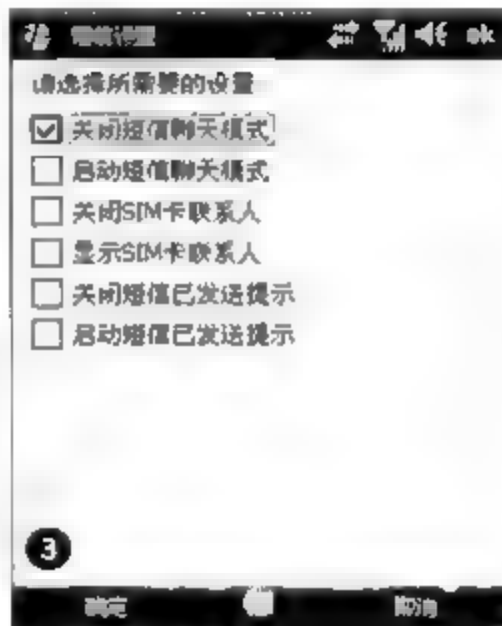 ok
请选择所需要的设置
关闭短信聊天模式
启动短信聊天模式
关闭SIM卡联系人
显示SIM卡联系人
关闭短信已发送提示
启动短信已发送提示
3
确定 取消